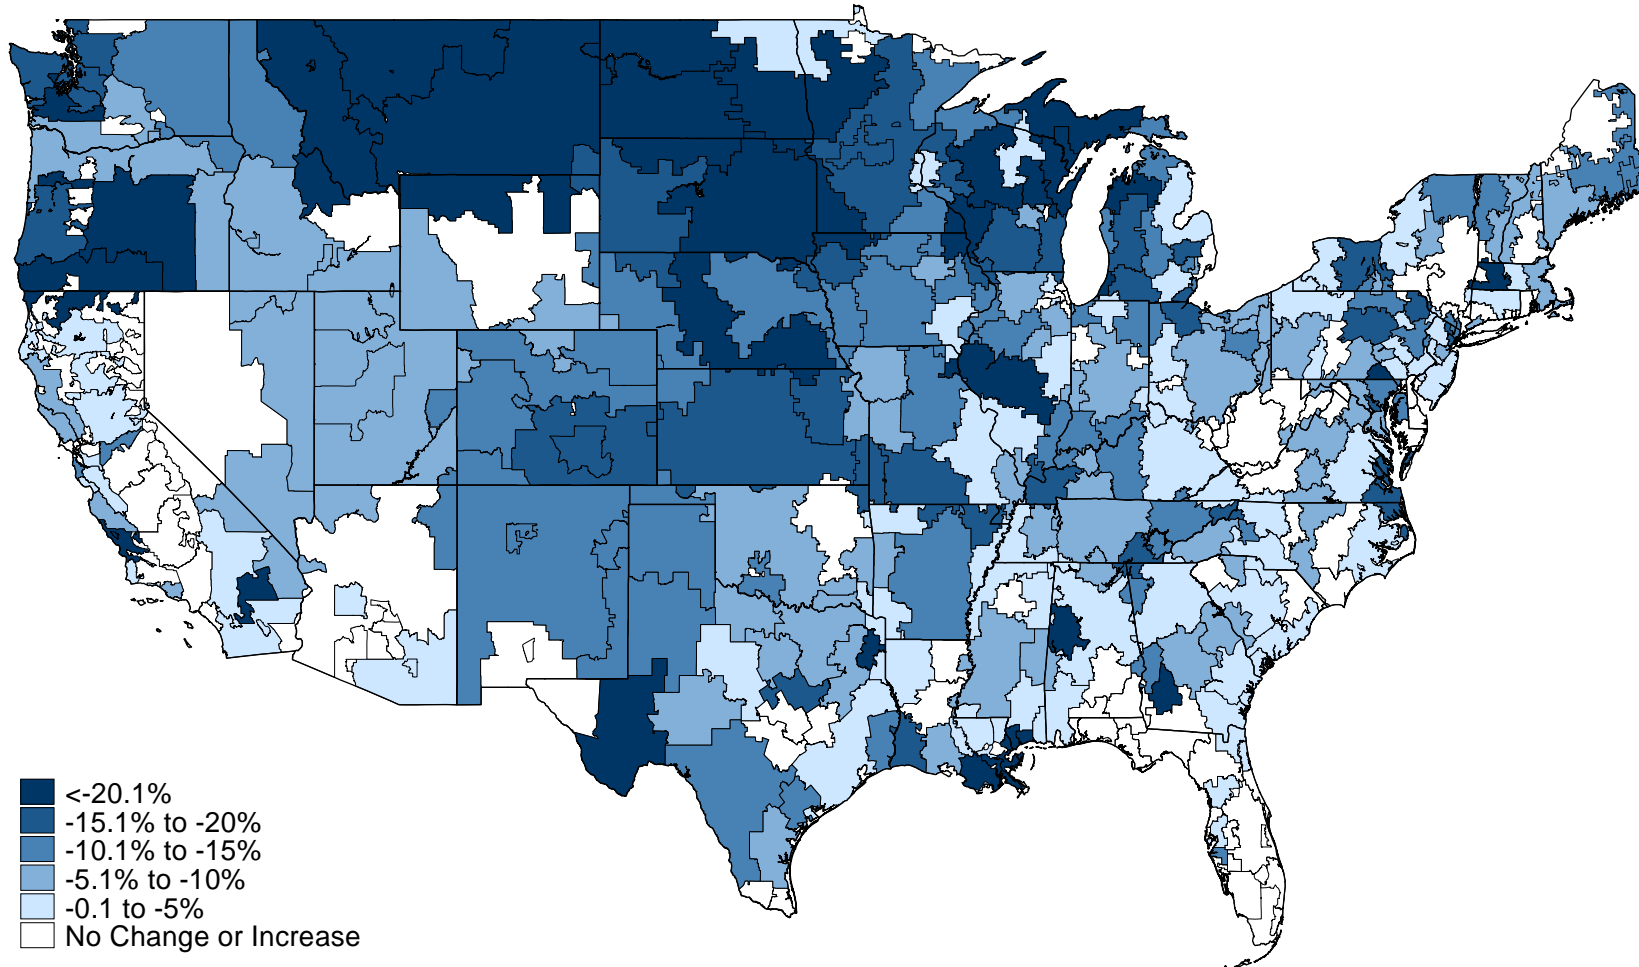 <-20.1%
-15.1% to -20%
-10.1% to -15%
-5.1% to -10%
-0.1 to -5%
No Change or Increase